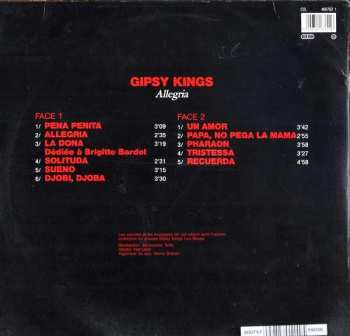 GIPSY KINGS
Allegria
FACE 1
1/ PENA PENITA 3'09
2/ ALLEGRIA 2'35
3/ LA DONA 3'19
Dédiée à Brigitte Bardot
4/ SOLITUDA 2'31
5/ SUENO 3'15
6/ DJOBI, DJOBA 3'30
FACE 2
1/ UN AMOR 3'42
2/ PAPA, NO PEGA LA MAMA 2'55
3/ PHARAON 3'58
4/ TRISTESSA 3'27
5/ RECUERDA 4'58